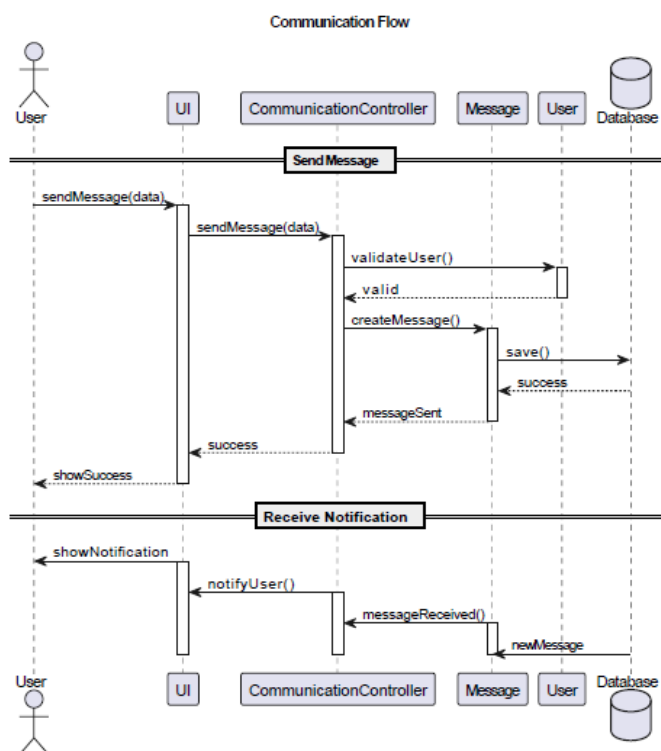 Communication Flow
User
UI
CommunicationController
Message
User
Database
Send Message
sendMessage(data)
sendMessage(data)
validateUser()
valid
createMessage()
save()
success
messageSent
success
showSuccess
Receive Notification
showNotification
notifyUser()
messageReceived()
newMessage
User
UI
CommunicationController
Message
User
Database